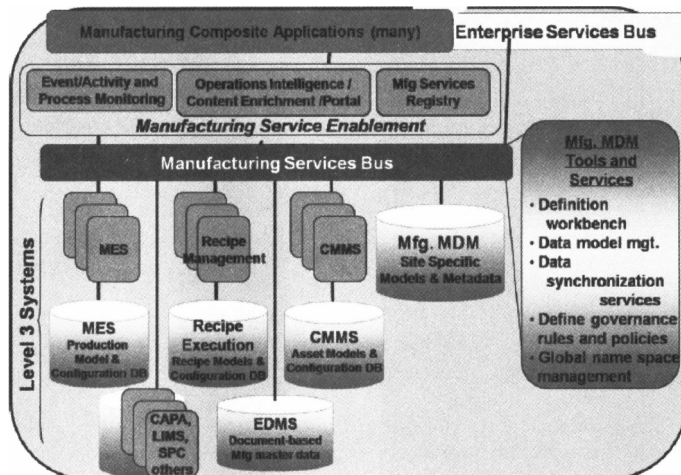 Manufacturing Composite Applications (many)
Enterprise Services Bus
Event/Activity and
Process Monitoring
Operations Intelligence /
Content Enrichment /Portal
Mfg Services
Registry
Manufacturing Service Enablement
Manufacturing Services Bus
Level 3 Systems
MES
Recipe
Management
CMMS
Mfg. MDM
Site Specific
Models & Metadata
MES
Production
Model &
Configuration DB
Recipe
Execution
Recipe Models &
Configuration DB
CMMS
Asset Models &
Configuration DB
CAPA,
LIMS,
SPC
others
EDMS
Document-based
Mfg master data
Mfg. MDM
Tools and
Services
• Definition
workbench
• Data model mgt.
• Data
synchronization
services
• Define governance
rules and policies
• Global name space
management